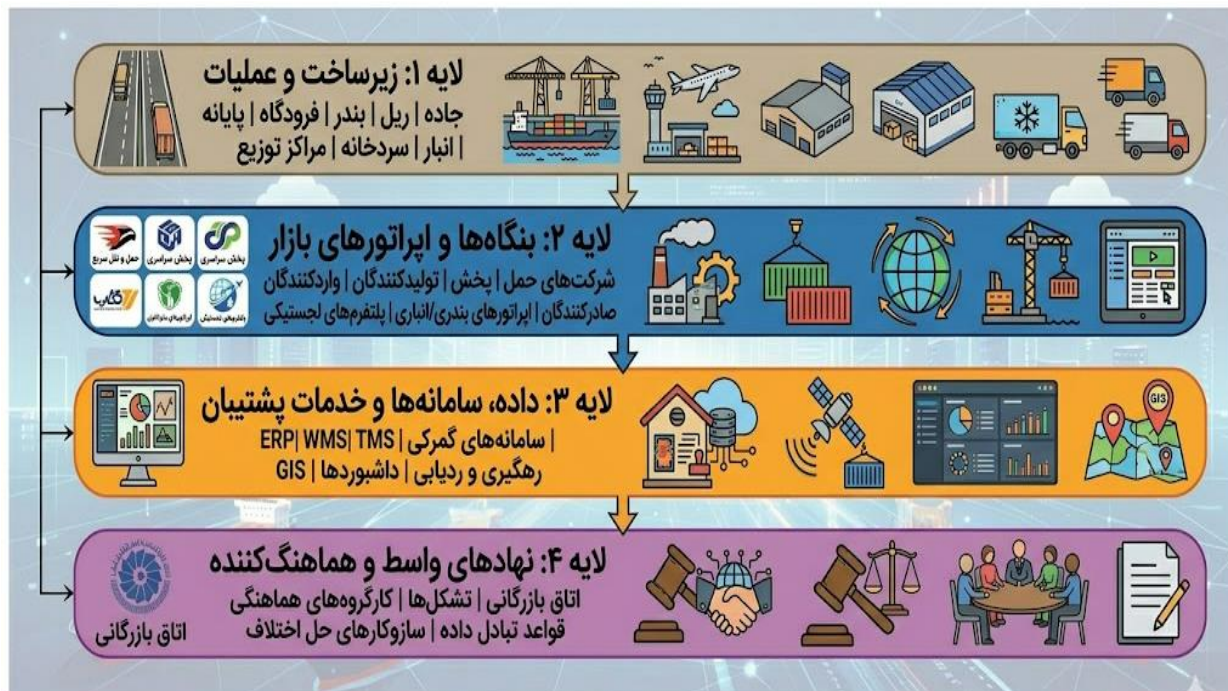 لایه ۱: زیرساخت و عملیات
جاده | ریل | بندر | فرودگاه | پایانه
| انبار | سردخانه | مراکز توزیع
لایه ۲: بنگاه‌ها و اپراتورهای بازار
شرکت‌های حمل | پخش | تولیدکنندگان | واردکنندگان
صادرکنندگان | اپراتورهای بندری/انباری | پلتفرم‌های لجستیکی
پخش سراسری
پخش سراسری
حمل و نقل سریع
لایه ۳: داده، سامانه‌ها و خدمات پشتیبان
| سامانه‌های گمرکی | ERP| WMS| TMS
رهگیری و ردیابی | داشبوردها | GIS
GIS
لایه ۴: نهادهای واسط و هماهنگ‌کننده
اتاق بازرگانی | تشکل‌ها | کارگروه‌های هماهنگی
قواعد تبادل داده | سازوکارهای حل اختلاف
اتاق بازرگانی